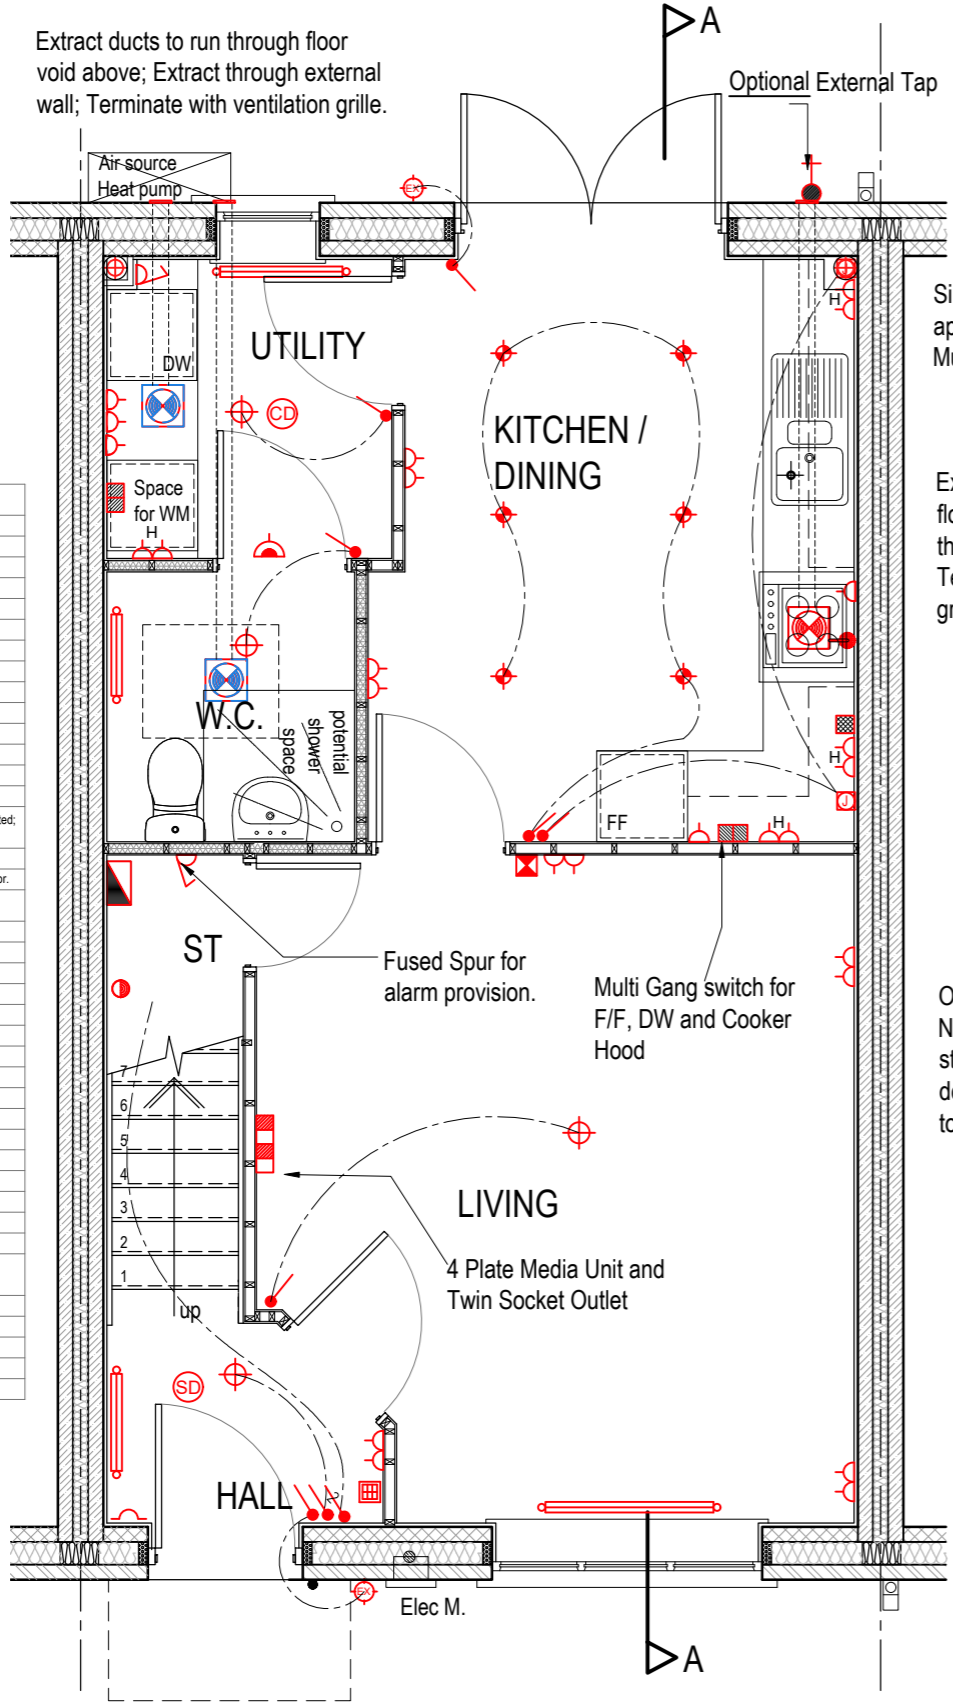 Extract ducts to run through floor
void above; Extract through external
wall; Terminate with ventilation grille.
A
Optional External Tap
Air source
Heat pump
EX
UTILITY
DW
CD
KITCHEN /
DINING
H
Space
for WM
H
W.C.
potential
shower
space
H
J
FF
H
ST
Fused Spur for
alarm provision.
Multi Gang switch for
F/F, DW and Cooker
Hood
7
6
5
4
3
2
1
up
LIVING
4 Plate Media Unit and
Twin Socket Outlet
SD
HALL
2
EX
Elec M.
A